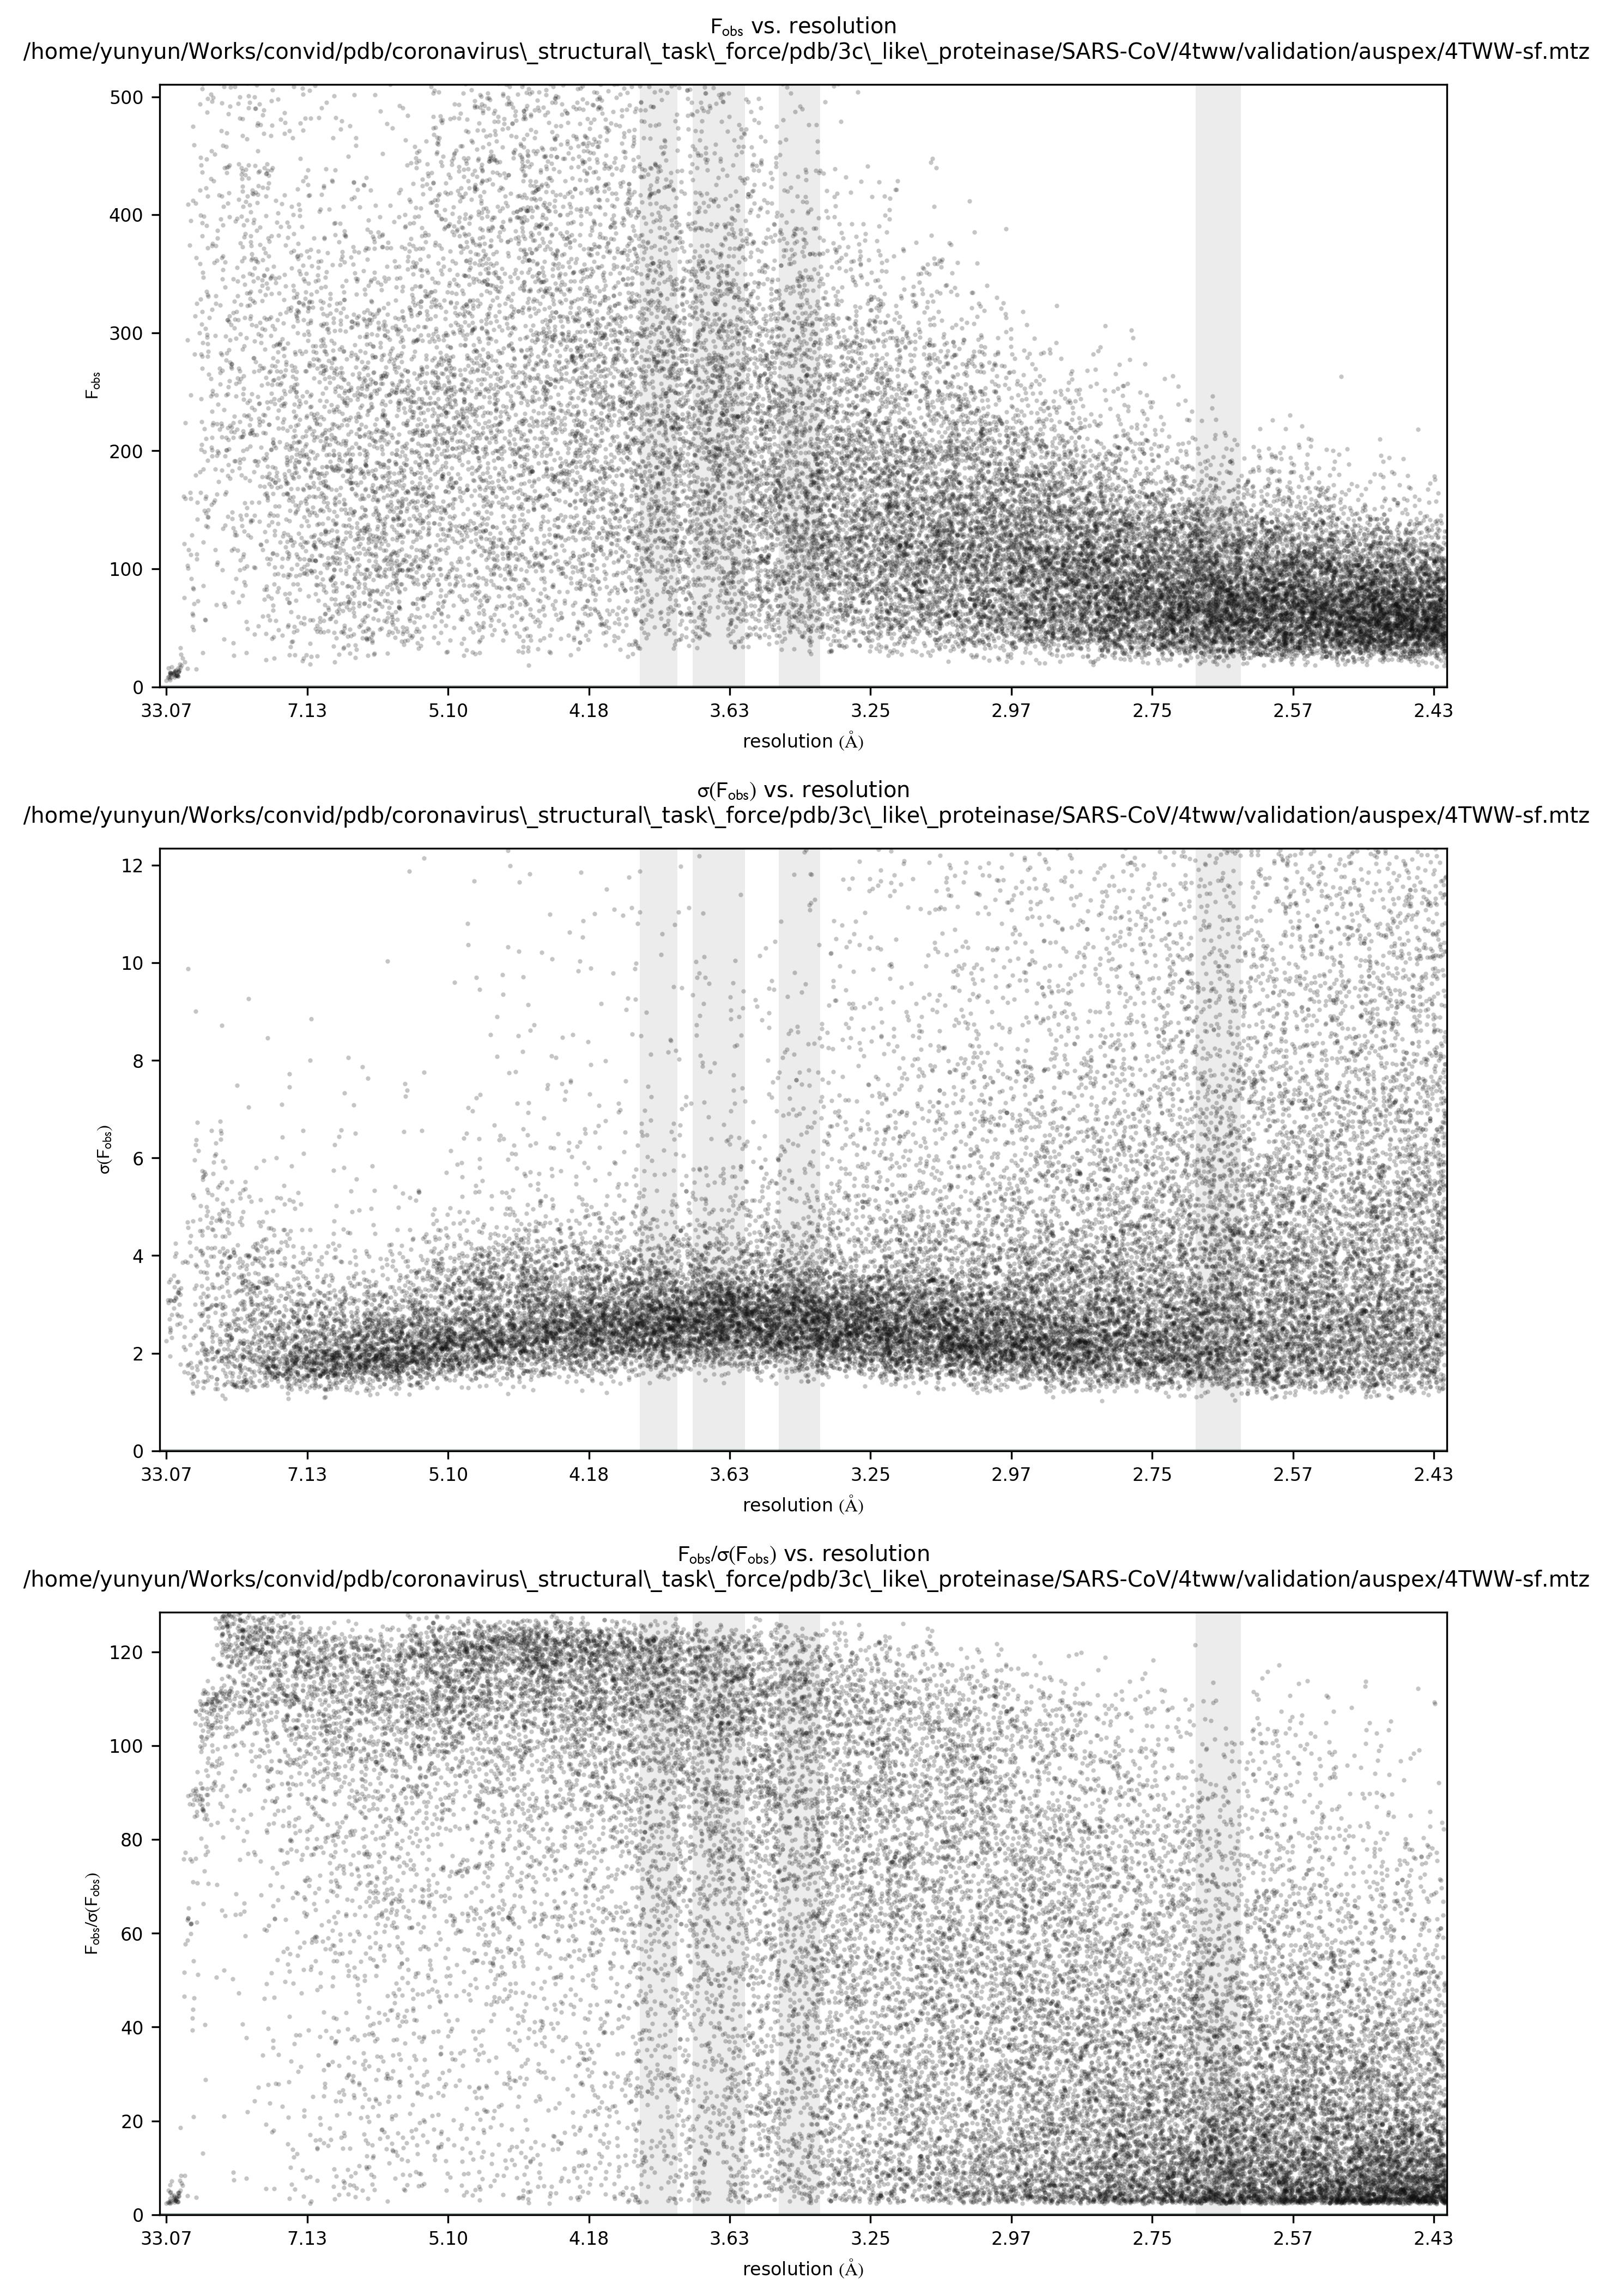 Fobs vs. resolution
/home/yunyun/Works/convid/pdb/coronavirus\_structural\_task\_force/pdb/3c\_like\_proteinase/SARS-CoV/4tww/validation/auspex/4TWW-sf.mtz
500
400
300
200
100
0
Fobs
33.07 7.13 5.10 4.18 3.63 3.25 2.97 2.75 2.57 2.43
resolution (Å)
σ(Fobs) vs. resolution
/home/yunyun/Works/convid/pdb/coronavirus\_structural\_task\_force/pdb/3c\_like\_proteinase/SARS-CoV/4tww/validation/auspex/4TWW-sf.mtz
12
10
8
6
4
2
0
σ(Fobs)
33.07 7.13 5.10 4.18 3.63 3.25 2.97 2.75 2.57 2.43
resolution (Å)
Fobs/σ(Fobs) vs. resolution
/home/yunyun/Works/convid/pdb/coronavirus\_structural\_task\_force/pdb/3c\_like\_proteinase/SARS-CoV/4tww/validation/auspex/4TWW-sf.mtz
120
100
80
60
40
20
0
Fobs/σ(Fobs)
33.07 7.13 5.10 4.18 3.63 3.25 2.97 2.75 2.57 2.43
resolution (Å)